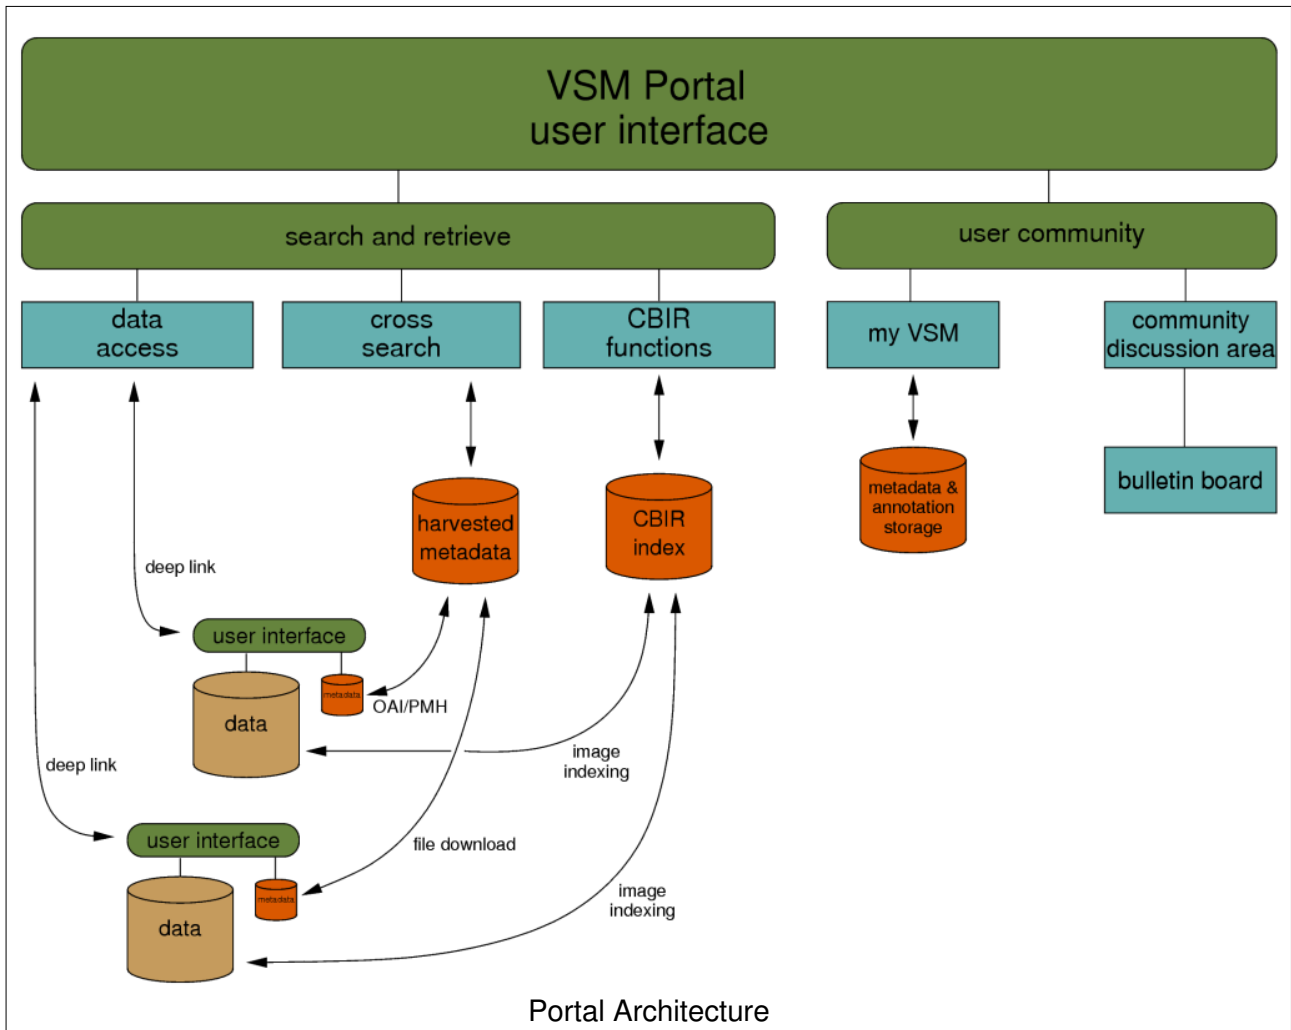 VSM Portal
user interface
search and retrieve
user community
data
access
cross
search
CBIR
functions
my VSM
community
discussion area
harvested
metadata
CBIR
index
metadata &
annotation
storage
bulletin board
deep link
user interface
metadata
data
OAI/PMH
deep link
image
indexing
user interface
file download
metadata
data
image
indexing
Portal Architecture